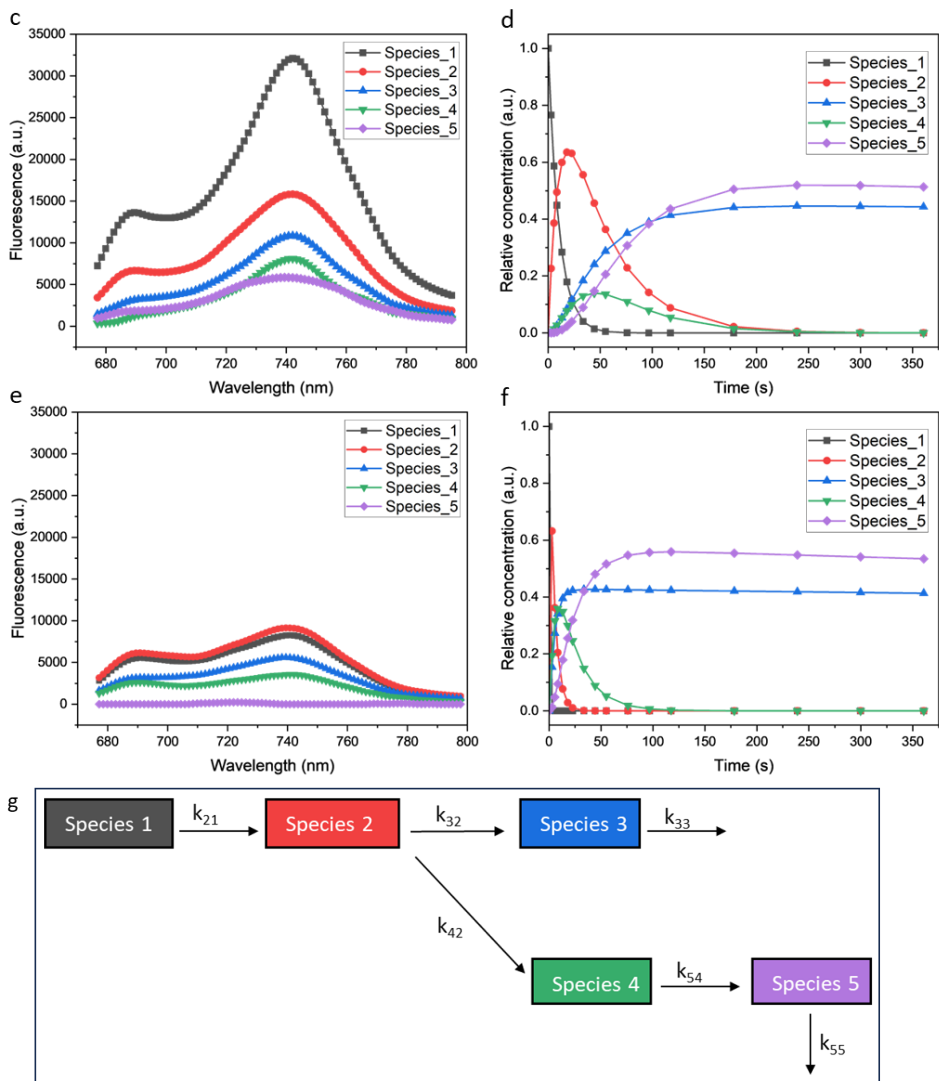 c
35000
30000
25000
20000
15000
10000
5000
0
Fluorescence (a.u.)
680 700 720 740 760 780 800
Wavelength (nm)
Species_1
Species_2
Species_3
Species_4
Species_5
d
1.0
0.8
0.6
0.4
0.2
0.0
Relative concentration (a.u.)
0 50 100 150 200 250 300 350
Time (s)
Species_1
Species_2
Species_3
Species_4
Species_5
e
35000
30000
25000
20000
15000
10000
5000
0
Fluorescence (a.u.)
680 700 720 740 760 780 800
Wavelength (nm)
Species_1
Species_2
Species_3
Species_4
Species_5
f
1.0
0.8
0.6
0.4
0.2
0.0
Relative concentration (a.u.)
0 50 100 150 200 250 300 350
Time (s)
Species_1
Species_2
Species_3
Species_4
Species_5
g
Species 1 k21 Species 2 k32 Species 3 k33
k42
Species 4 k54 Species 5
k55